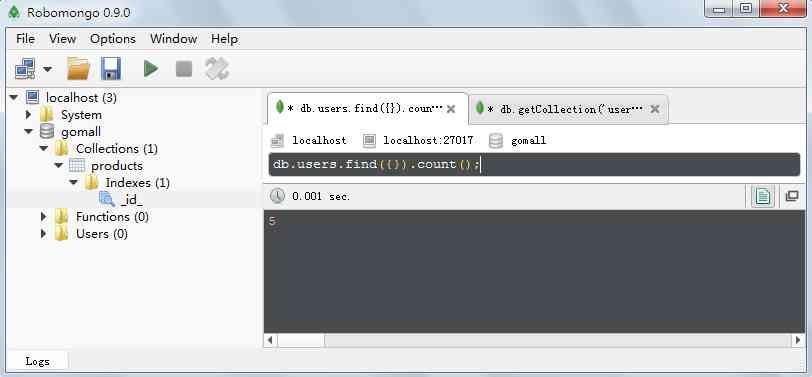 Robomongo 0.9.0
File View Options Window Help
localhost (3)
System
gomall
Collections (1)
products
Indexes (1)
_id_
Functions (0)
Users (0)
* db.users.find({}).coun⋯
* db.getCollection('user⋯
localhost localhost:27017 gomall
db.users.find({}).count();
0.001 sec.
5
Logs